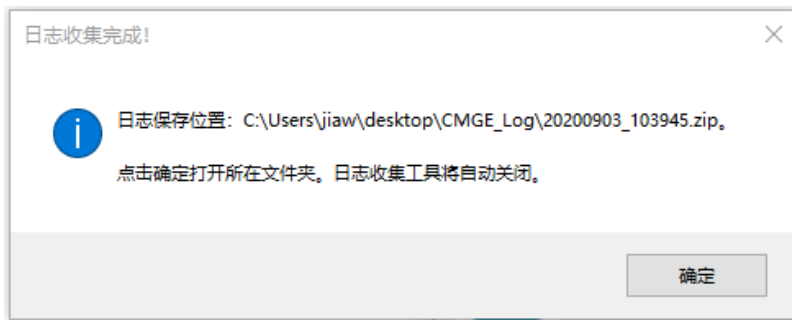 日志收集完成!
日志保存位置：C:\Users\jiaw\desktop\CMGE_Log\20200903_103945.zip。
点击确定打开所在文件夹。日志收集工具将自动关闭。
确定